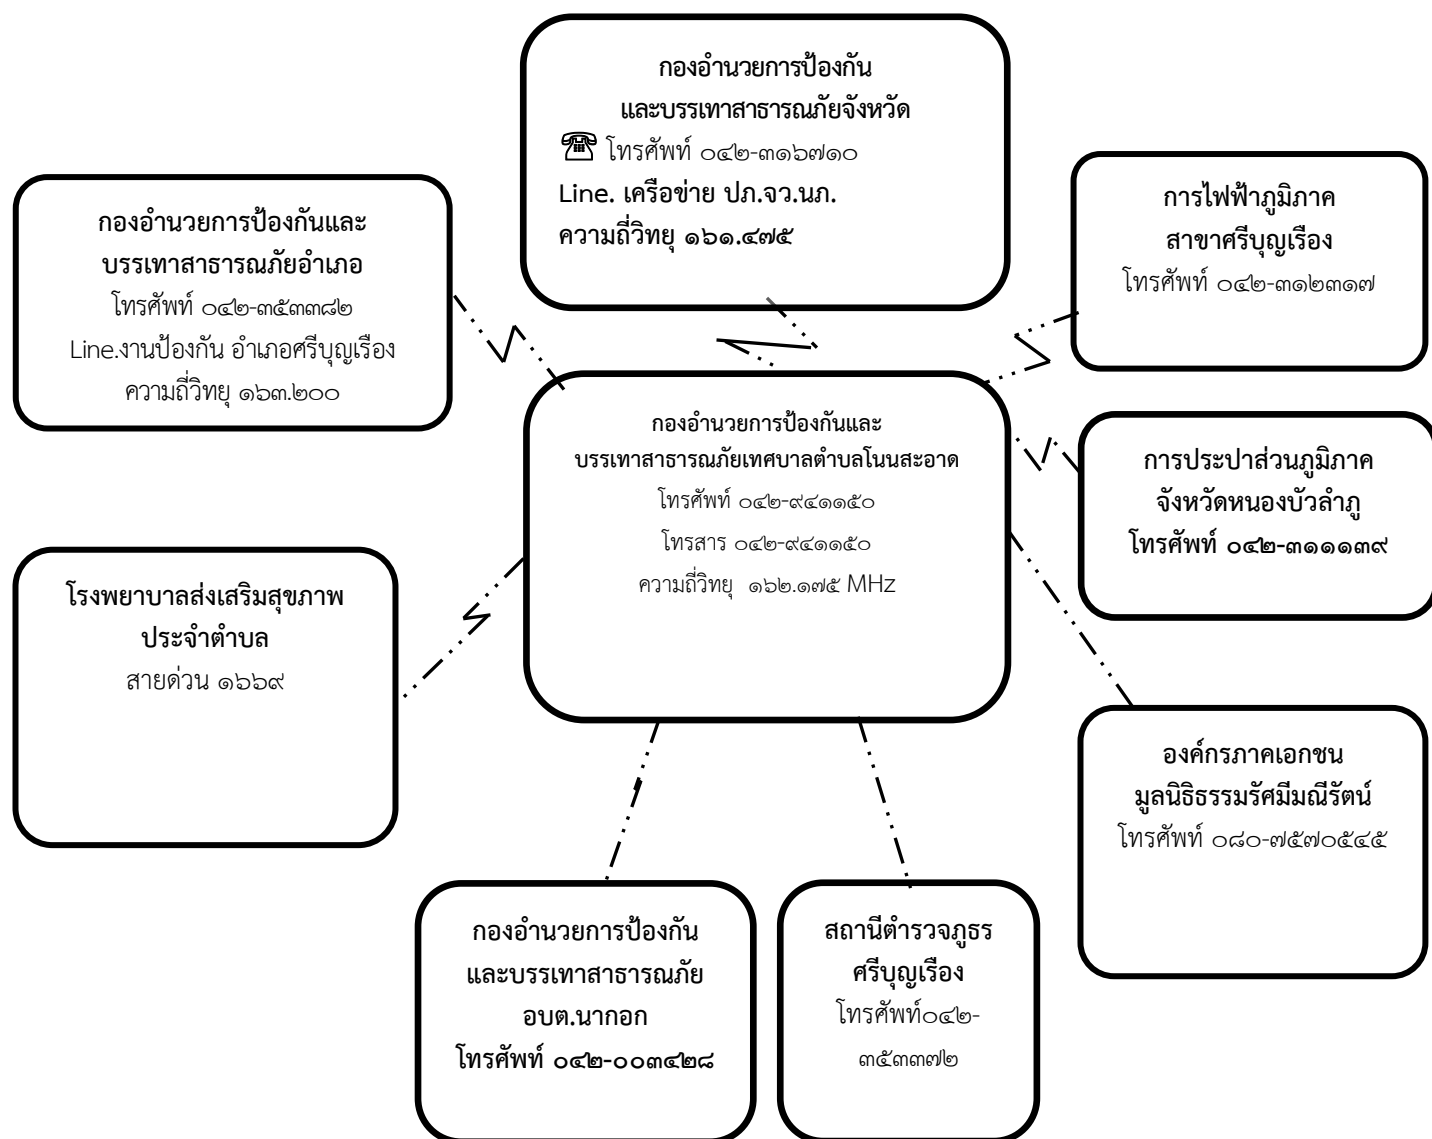 กองอำนวยการป้องกัน
และบรรเทาสาธารณภัยจังหวัด
โทรศัพท์ ๐๔๒-๓๑๖๗๑๐
Line. เครือข่าย ปภ.จว.นภ.
ความถี่วิทยุ ๑๖๑.๔๗๕
กองอำนวยการป้องกันและ
บรรเทาสาธารณภัยอำเภอ
โทรศัพท์ ๐๔๒-๓๕๓๓๘๒
Line.งานป้องกัน อำเภอศรีบุญเรือง
ความถี่วิทยุ ๑๖๓.๒๐๐
การไฟฟ้าภูมิภาค
สาขาศรีบุญเรือง
โทรศัพท์ ๐๔๒-๓๑๒๓๑๗
กองอำนวยการป้องกันและ
บรรเทาสาธารณภัยเทศบาลตำบลโนนสะอาด
โทรศัพท์ ๐๔๒-๙๔๑๑๕๐
โทรสาร ๐๔๒-๙๔๑๑๕๐
ความถี่วิทยุ ๑๖๒.๑๗๕ MHz
การประปาส่วนภูมิภาค
จังหวัดหนองบัวลำภู
โทรศัพท์ ๐๔๒-๓๑๑๑๓๙
โรงพยาบาลส่งเสริมสุขภาพ
ประจำตำบล
สายด่วน ๑๖๖๙
องค์กรภาคเอกชน
มูลนิธิธรรมรัศมีมณีรัตน์
โทรศัพท์ ๐๘๐-๗๕๗๐๕๔๕
กองอำนวยการป้องกัน
และบรรเทาสาธารณภัย
อบต.นากอก
โทรศัพท์ ๐๔๒-๐๐๓๔๒๘
สถานีตำรวจภูธร
ศรีบุญเรือง
โทรศัพท์๐๔๒-
๓๕๓๓๗๒